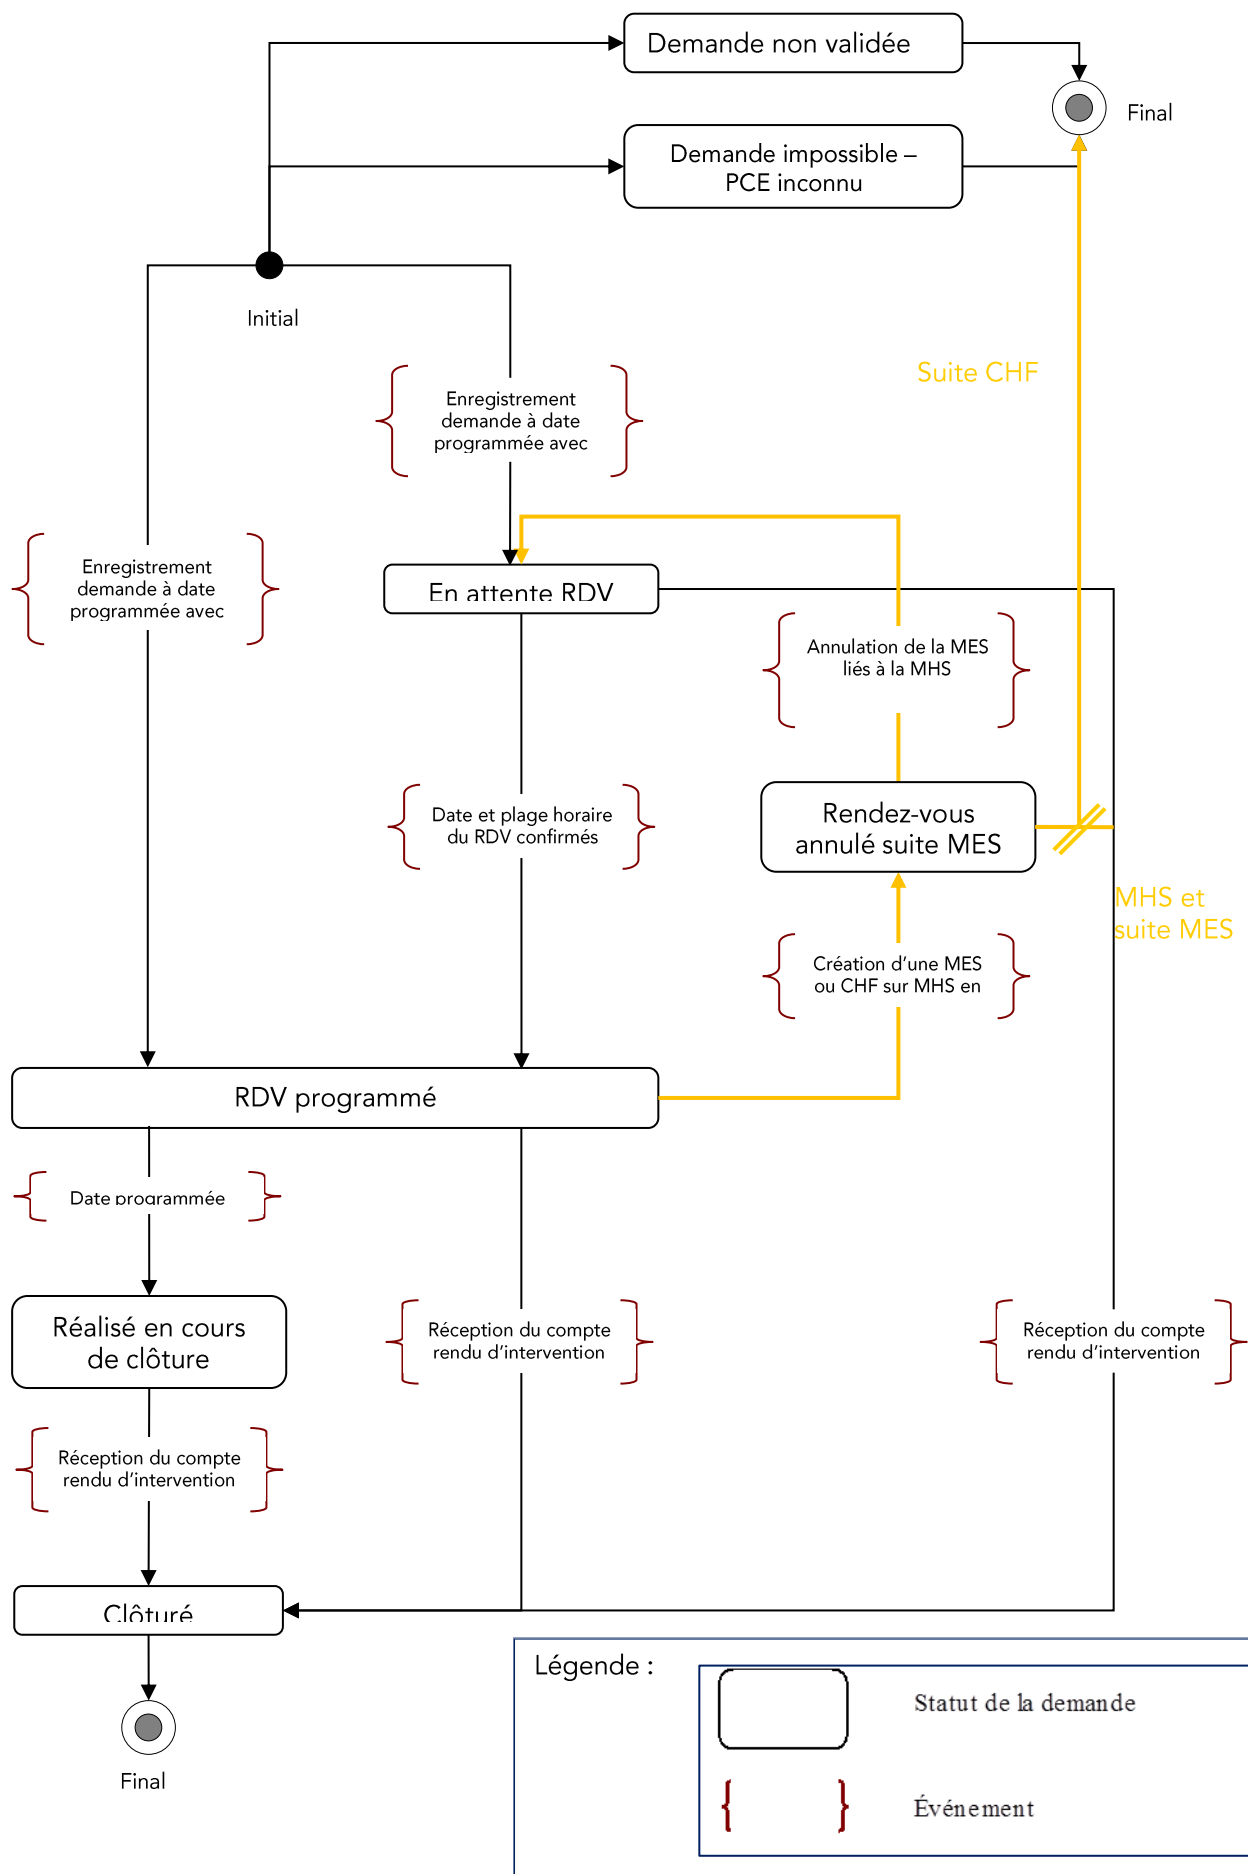 Demande non validée
Final
Demande impossible –
PCE inconnu
Initial
Suite CHF
Enregistrement
demande à date
programmée avec
Enregistrement
demande à date
programmée avec
En attente RDV
Annulation de la MES
liés à la MHS
Date et plage horaire
du RDV confirmés
Rendez-vous
annulé suite MES
MHS et
suite MES
Création d'une MES
ou CHF sur MHS en
RDV programmé
Date programmée
Réalisé en cours
de clôture
Réception du compte
rendu d'intervention
Réception du compte
rendu d'intervention
Réception du compte
rendu d'intervention
Clôturé
Final
Légende :
Statut de la demande
Événement